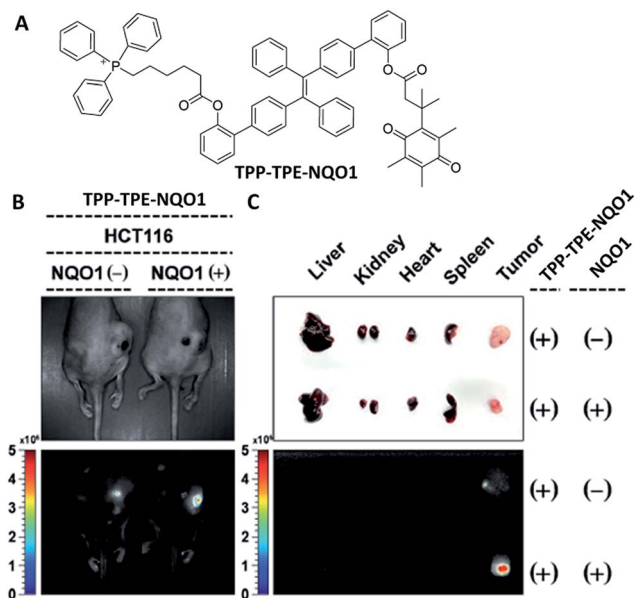 A
P
+
O
O
O
O
O
O
TPP-TPE-NQO1
B
TPP-TPE-NQO1
HCT116
NQO1 (-) NQO1 (+)
C
Liver Kidney Heart Spleen Tumor TPP-TPE-NQO1 NQO1
(+) (-)
(+) (+)
5 x10⁶
4
3
2
1
0
5 x10⁶
4
3
2
1
0
(+) (-)
(+) (+)